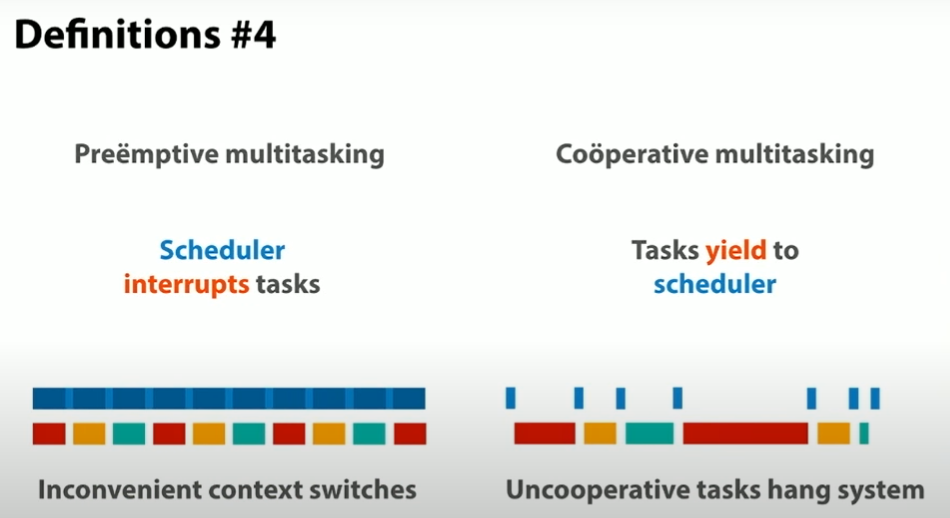 Definitions #4
Preëmptive multitasking
Scheduler
interrupts tasks
Inconvenient context switches
Coöperative multitasking
Tasks yield to
scheduler
Uncooperative tasks hang system